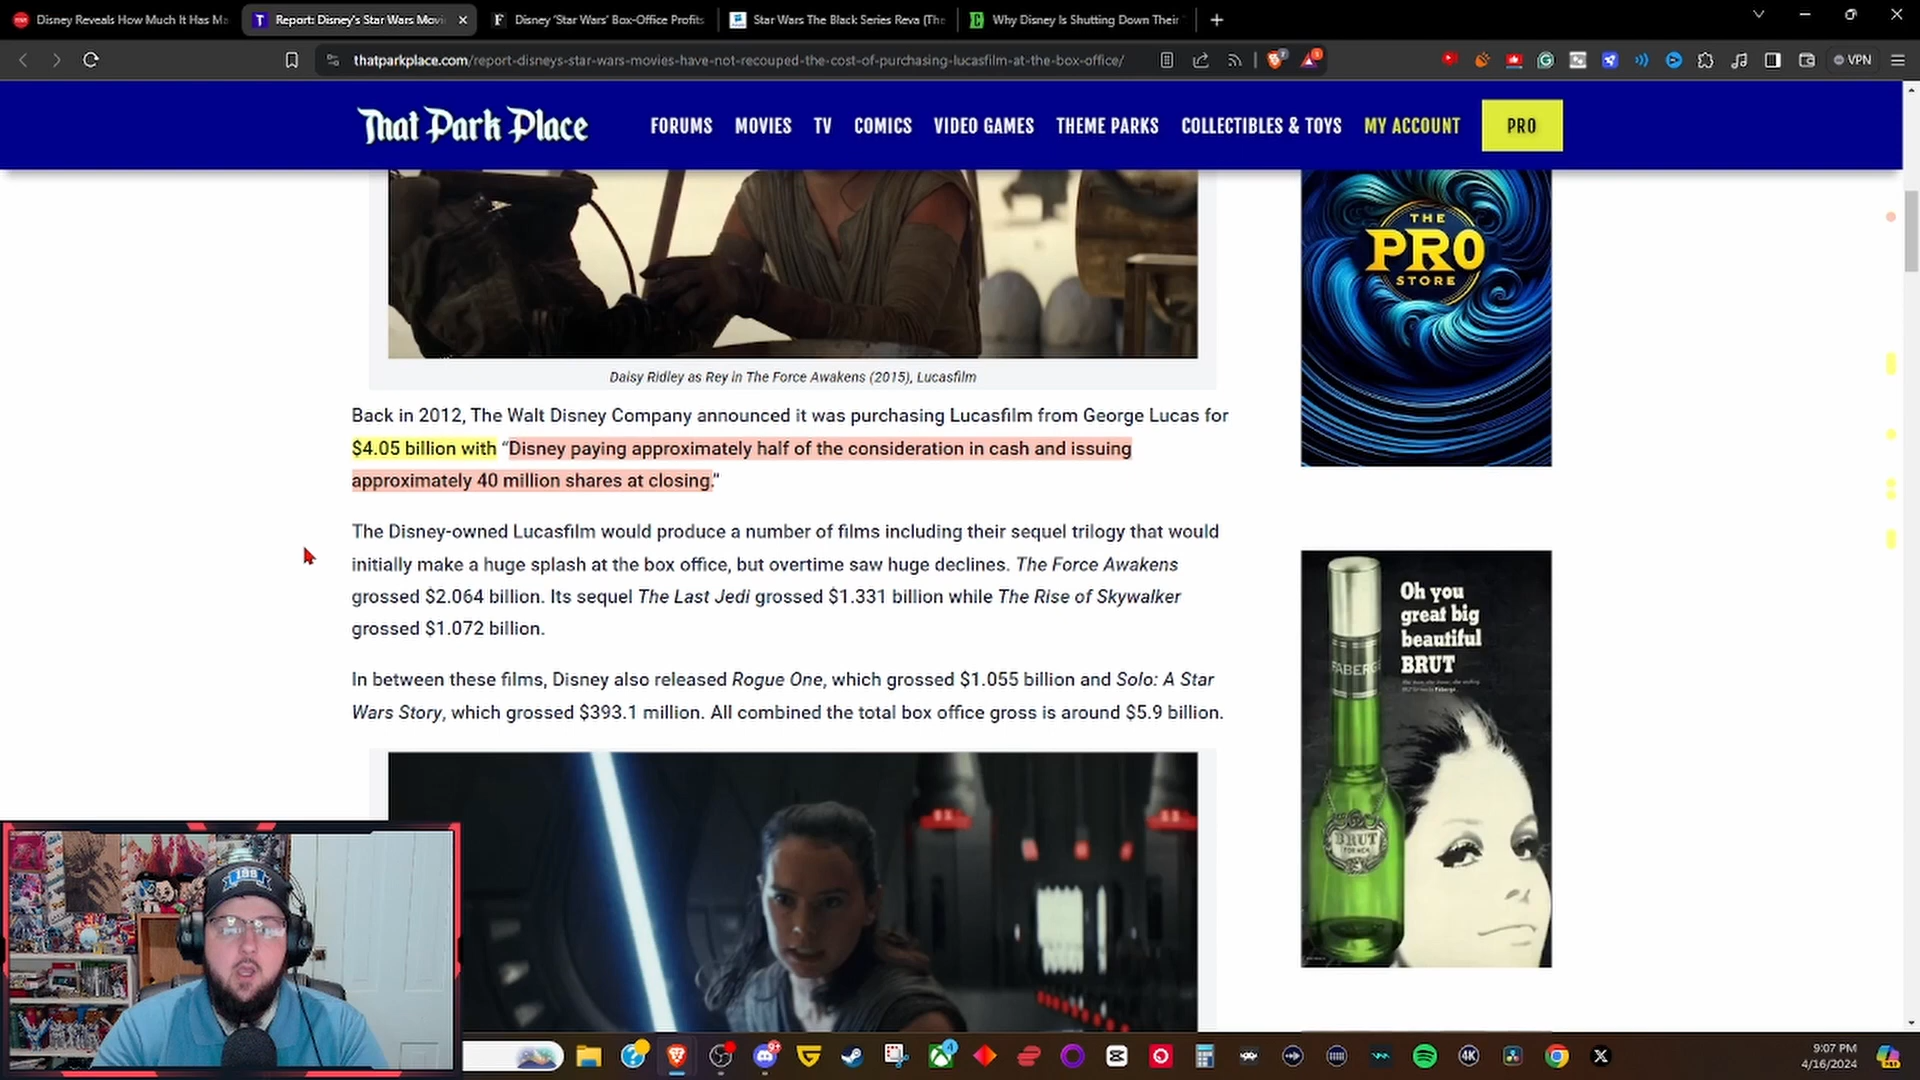 Disney Reveals How Much It Has Ma
Report: Disney's Star Wars Movi
Disney 'Star Wars' Box-Office Profits
Star Wars The Black Series Reva (The
Why Disney Is Shutting Down Their
thatparkplace.com/report-disneys-star-wars-movies-have-not-recouped-the-cost-of-purchasing-lucasfilm-at-the-box-office/
VPN
That Park Place
FORUMS
MOVIES
TV
COMICS
VIDEO GAMES
THEME PARKS
COLLECTIBLES & TOYS
MY ACCOUNT
PRO
THE
PRO
STORE
Daisy Ridley as Rey in The Force Awakens (2015), Lucasfilm
Back in 2012, The Walt Disney Company announced it was purchasing Lucasfilm from George Lucas for
$4.05 billion with “Disney paying approximately half of the consideration in cash and issuing
approximately 40 million shares at closing.”
The Disney-owned Lucasfilm would produce a number of films including their sequel trilogy that would
initially make a huge splash at the box office, but overtime saw huge declines. The Force Awakens
grossed $2.064 billion. Its sequel The Last Jedi grossed $1.331 billion while The Rise of Skywalker
grossed $1.072 billion.
In between these films, Disney also released Rogue One, which grossed $1.055 billion and Solo: A Star
Wars Story, which grossed $393.1 million. All combined the total box office gross is around $5.9 billion.
Oh you
great big
beautiful
BRUT
FABERGÉ
BRUT
FOR MEN
9:07 PM
4/16/2024